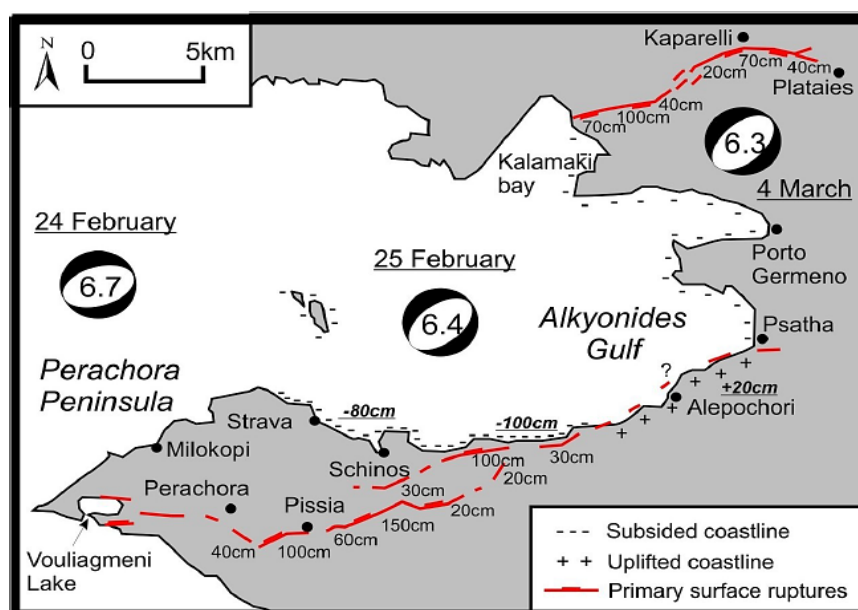 N
0 5km
Kaparelli
70cm
20cm
40cm
Plataies
40cm
100cm
70cm
6.3
Kalamaki
bay
4 March
24 February
6.7
25 February
6.4
Porto
Germeno
Alkyonides
Gulf
Psatha
?
+20cm
Alepochori
Perachora
Peninsula
-80cm
-100cm
Strava
Milokopi
Schinos
100cm
30cm
20cm
30cm
Perachora
Pissia
20cm
150cm
60cm
100cm
40cm
Vouliagmeni
Lake
--- Subsided coastline
+ + Uplifted coastline
Primary surface ruptures